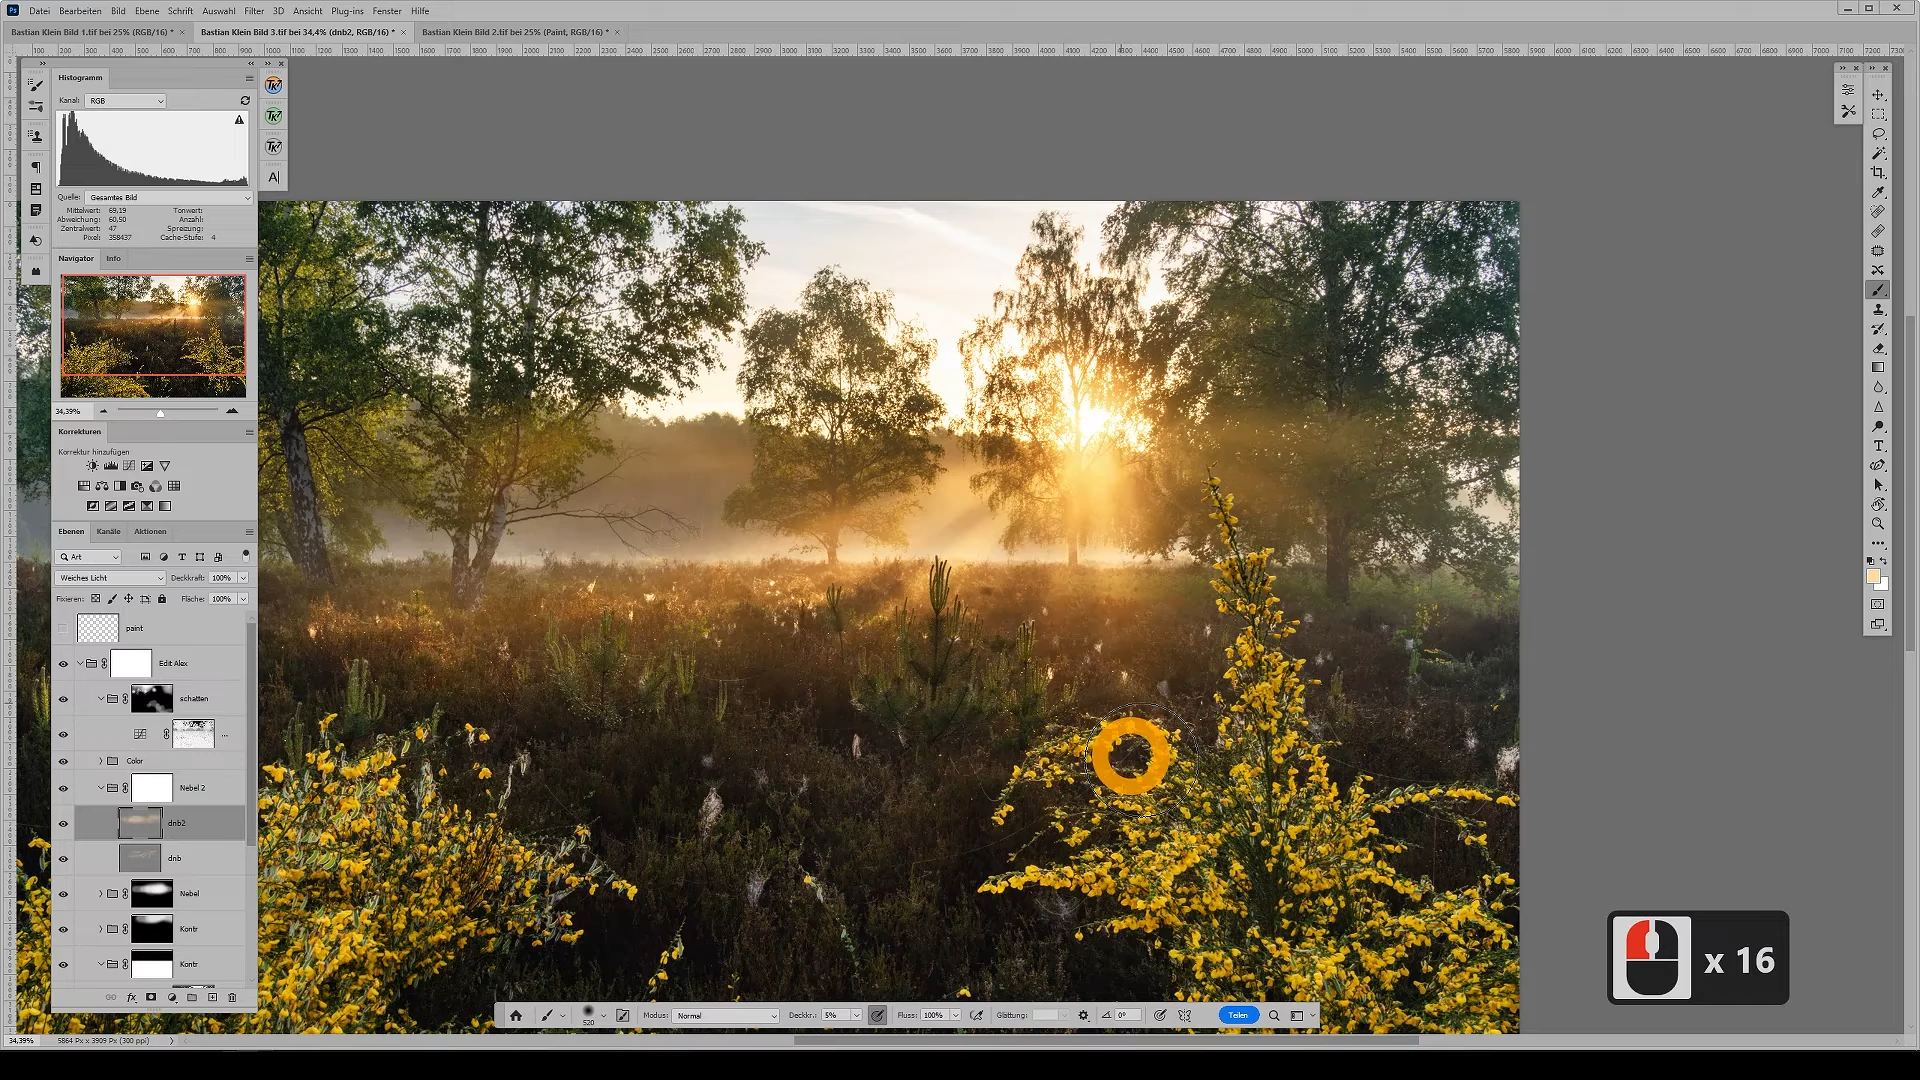 Datei Bearbeiten Bild Ebene Schrift Auswahl Filter 3D Ansicht Plug-ins Fenster Hilfe
Bastian Klein Bild 1.tif bei 25% (RGB/16) * × Bastian Klein Bild 3.tif bei 34,4% (dnb2, RGB/16) * × Bastian Klein Bild 2.tif bei 25% (Paint, RGB/16) * ×
Histogramm
Kanal: RGB
Quelle: Gesamtes Bild
Mittelwert: 69,19 Tonwert:
Abweichung: 60,50 Anzahl:
Zentralwert: 47 Spreizung:
Pixel: 358437 Cache-Stufe: 4
TK7
TK7
TK7
A|
Navigator Info
34,39%
Korrekturen
Korrektur hinzufügen
Ebenen Kanäle Aktionen
Art
Weiches Licht Deckkraft: 100%
Fixieren: Fläche: 100%
paint
Edit Alex
schatten
...
Color
Nebel 2
dnb2
dnb
Nebel
Kontr
Kontr
x 16
520 Modus: Normal Deckkr.: 5% Fluss: 100% Glättung: 0° Teilen
34,39% 5864 Px x 3909 Px (300 ppi)